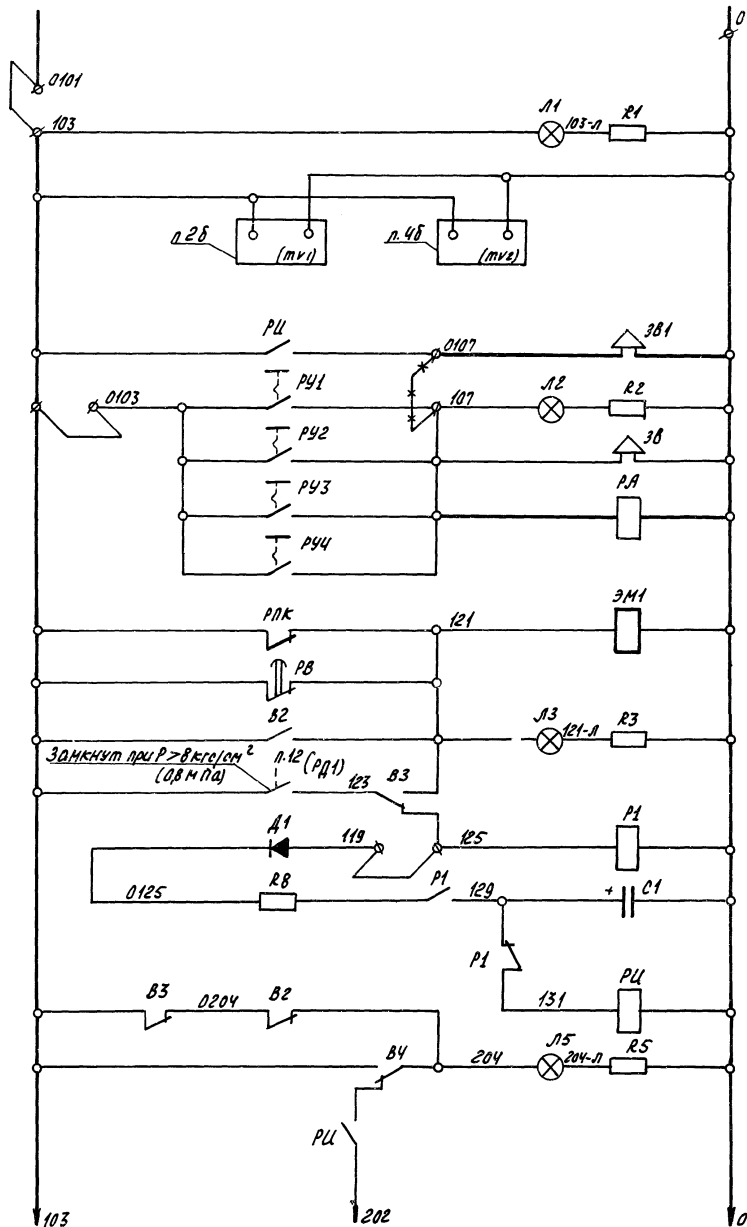 0
0101
103
Л1
103-Л
R1
п.2б
(ТV1)
п.4б
(ТV2)
РЦ
0107
ЗВ1
0103
РУ1
107
Л2
R2
РУ2
ЗВ
РУ3
РА
РУ4
РПК
121
ЭМ1
РВ
В2
Л3
121-Л
R3
Замкнут при Р>8 кгс/см²
(0,8 мПа)
п.12 (РД1)
123
В3
Д1
119
125
Р1
0125
R8
Р1
129
+
С1
Р1
131
РЦ
В3
0204
В2
В4
204
Л5
204-Л
R5
РЦ
103
202
0